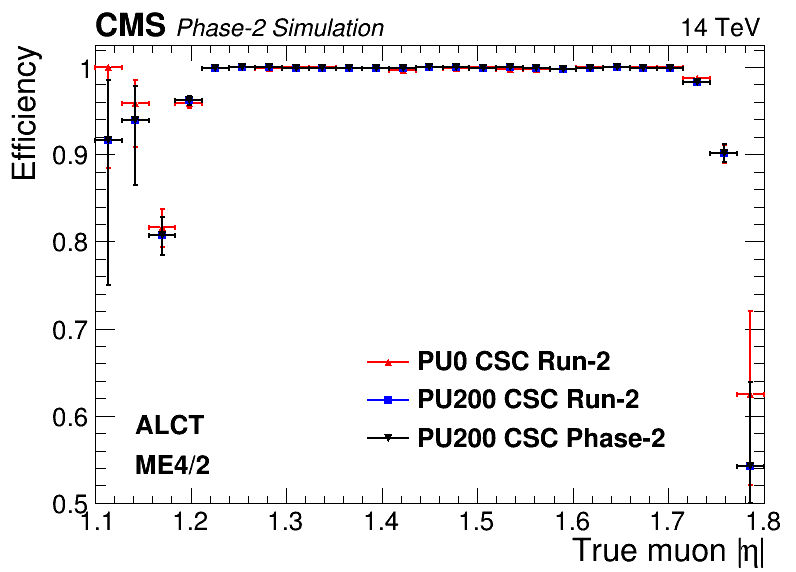 CMS Phase-2 Simulation 14 TeV
Efficiency
1
0.9
0.8
0.7
0.6
0.5
PU0 CSC Run-2
PU200 CSC Run-2
PU200 CSC Phase-2
ALCT
ME4/2
1.1 1.2 1.3 1.4 1.5 1.6 1.7 1.8
True muon |η|